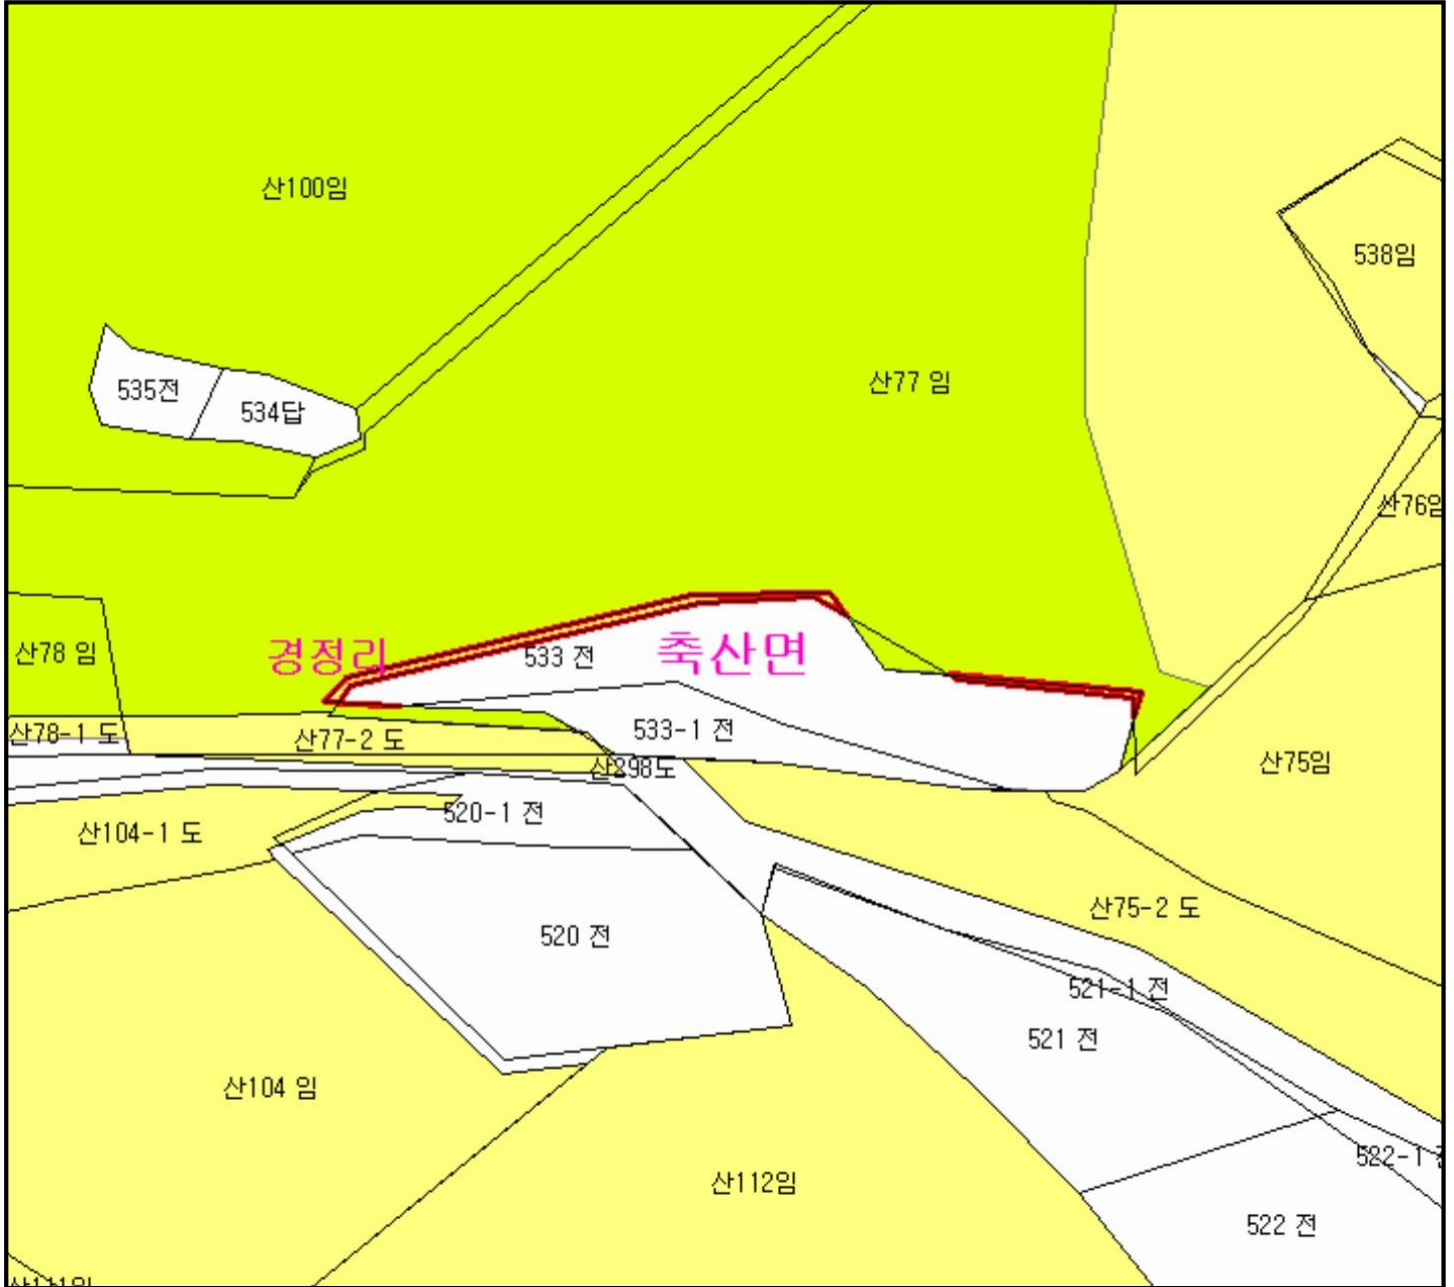 산100임
538임
산77 임
535전
534답
산76임
산78 임
경정리
533 전
축산면
산78-1 도
산77-2 도
533-1 전
산298도
산75임
520-1 전
산104-1 도
산75-2 도
520 전
521-1 전
521 전
산104 임
522-1
산112임
522 전